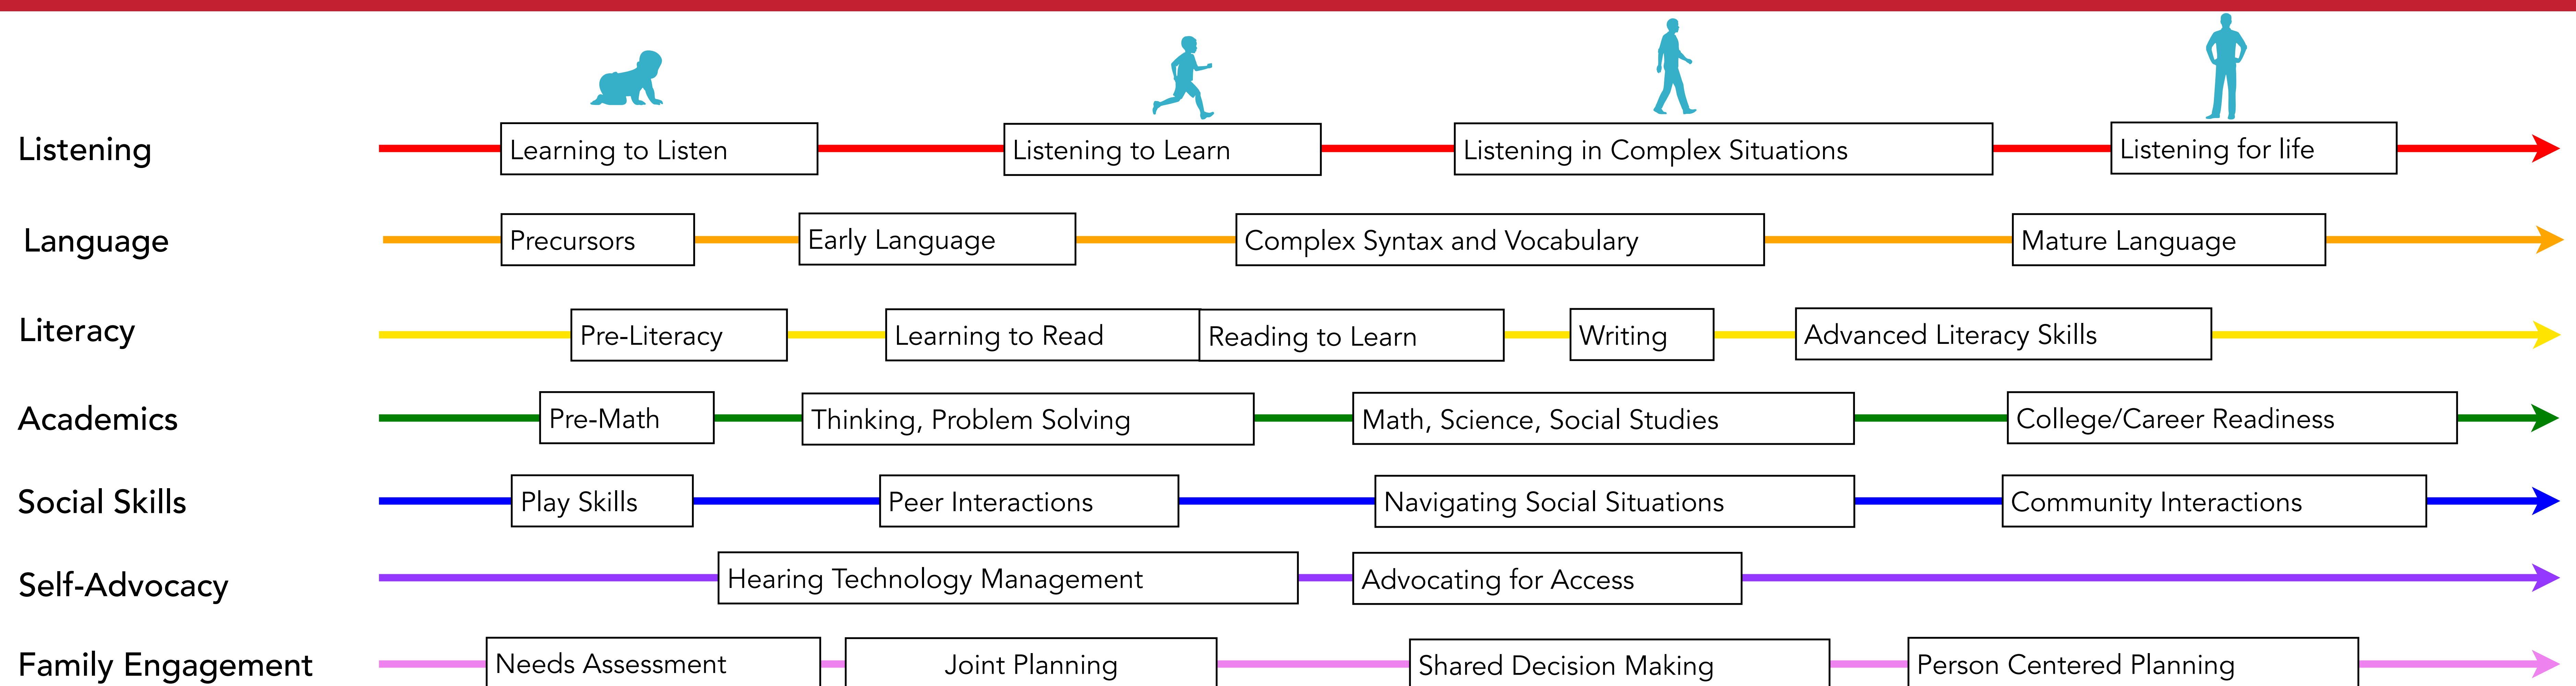 Listening Learning to Listen Listening to Learn Listening in Complex Situations Listening for life
Language Precursors Early Language Complex Syntax and Vocabulary Mature Language
Literacy Pre-Literacy Learning to Read Reading to Learn Writing Advanced Literacy Skills
Academics Pre-Math Thinking, Problem Solving Math, Science, Social Studies College/Career Readiness
Social Skills Play Skills Peer Interactions Navigating Social Situations Community Interactions
Self-Advocacy Hearing Technology Management Advocating for Access
Family Engagement Needs Assessment Joint Planning Shared Decision Making Person Centered Planning